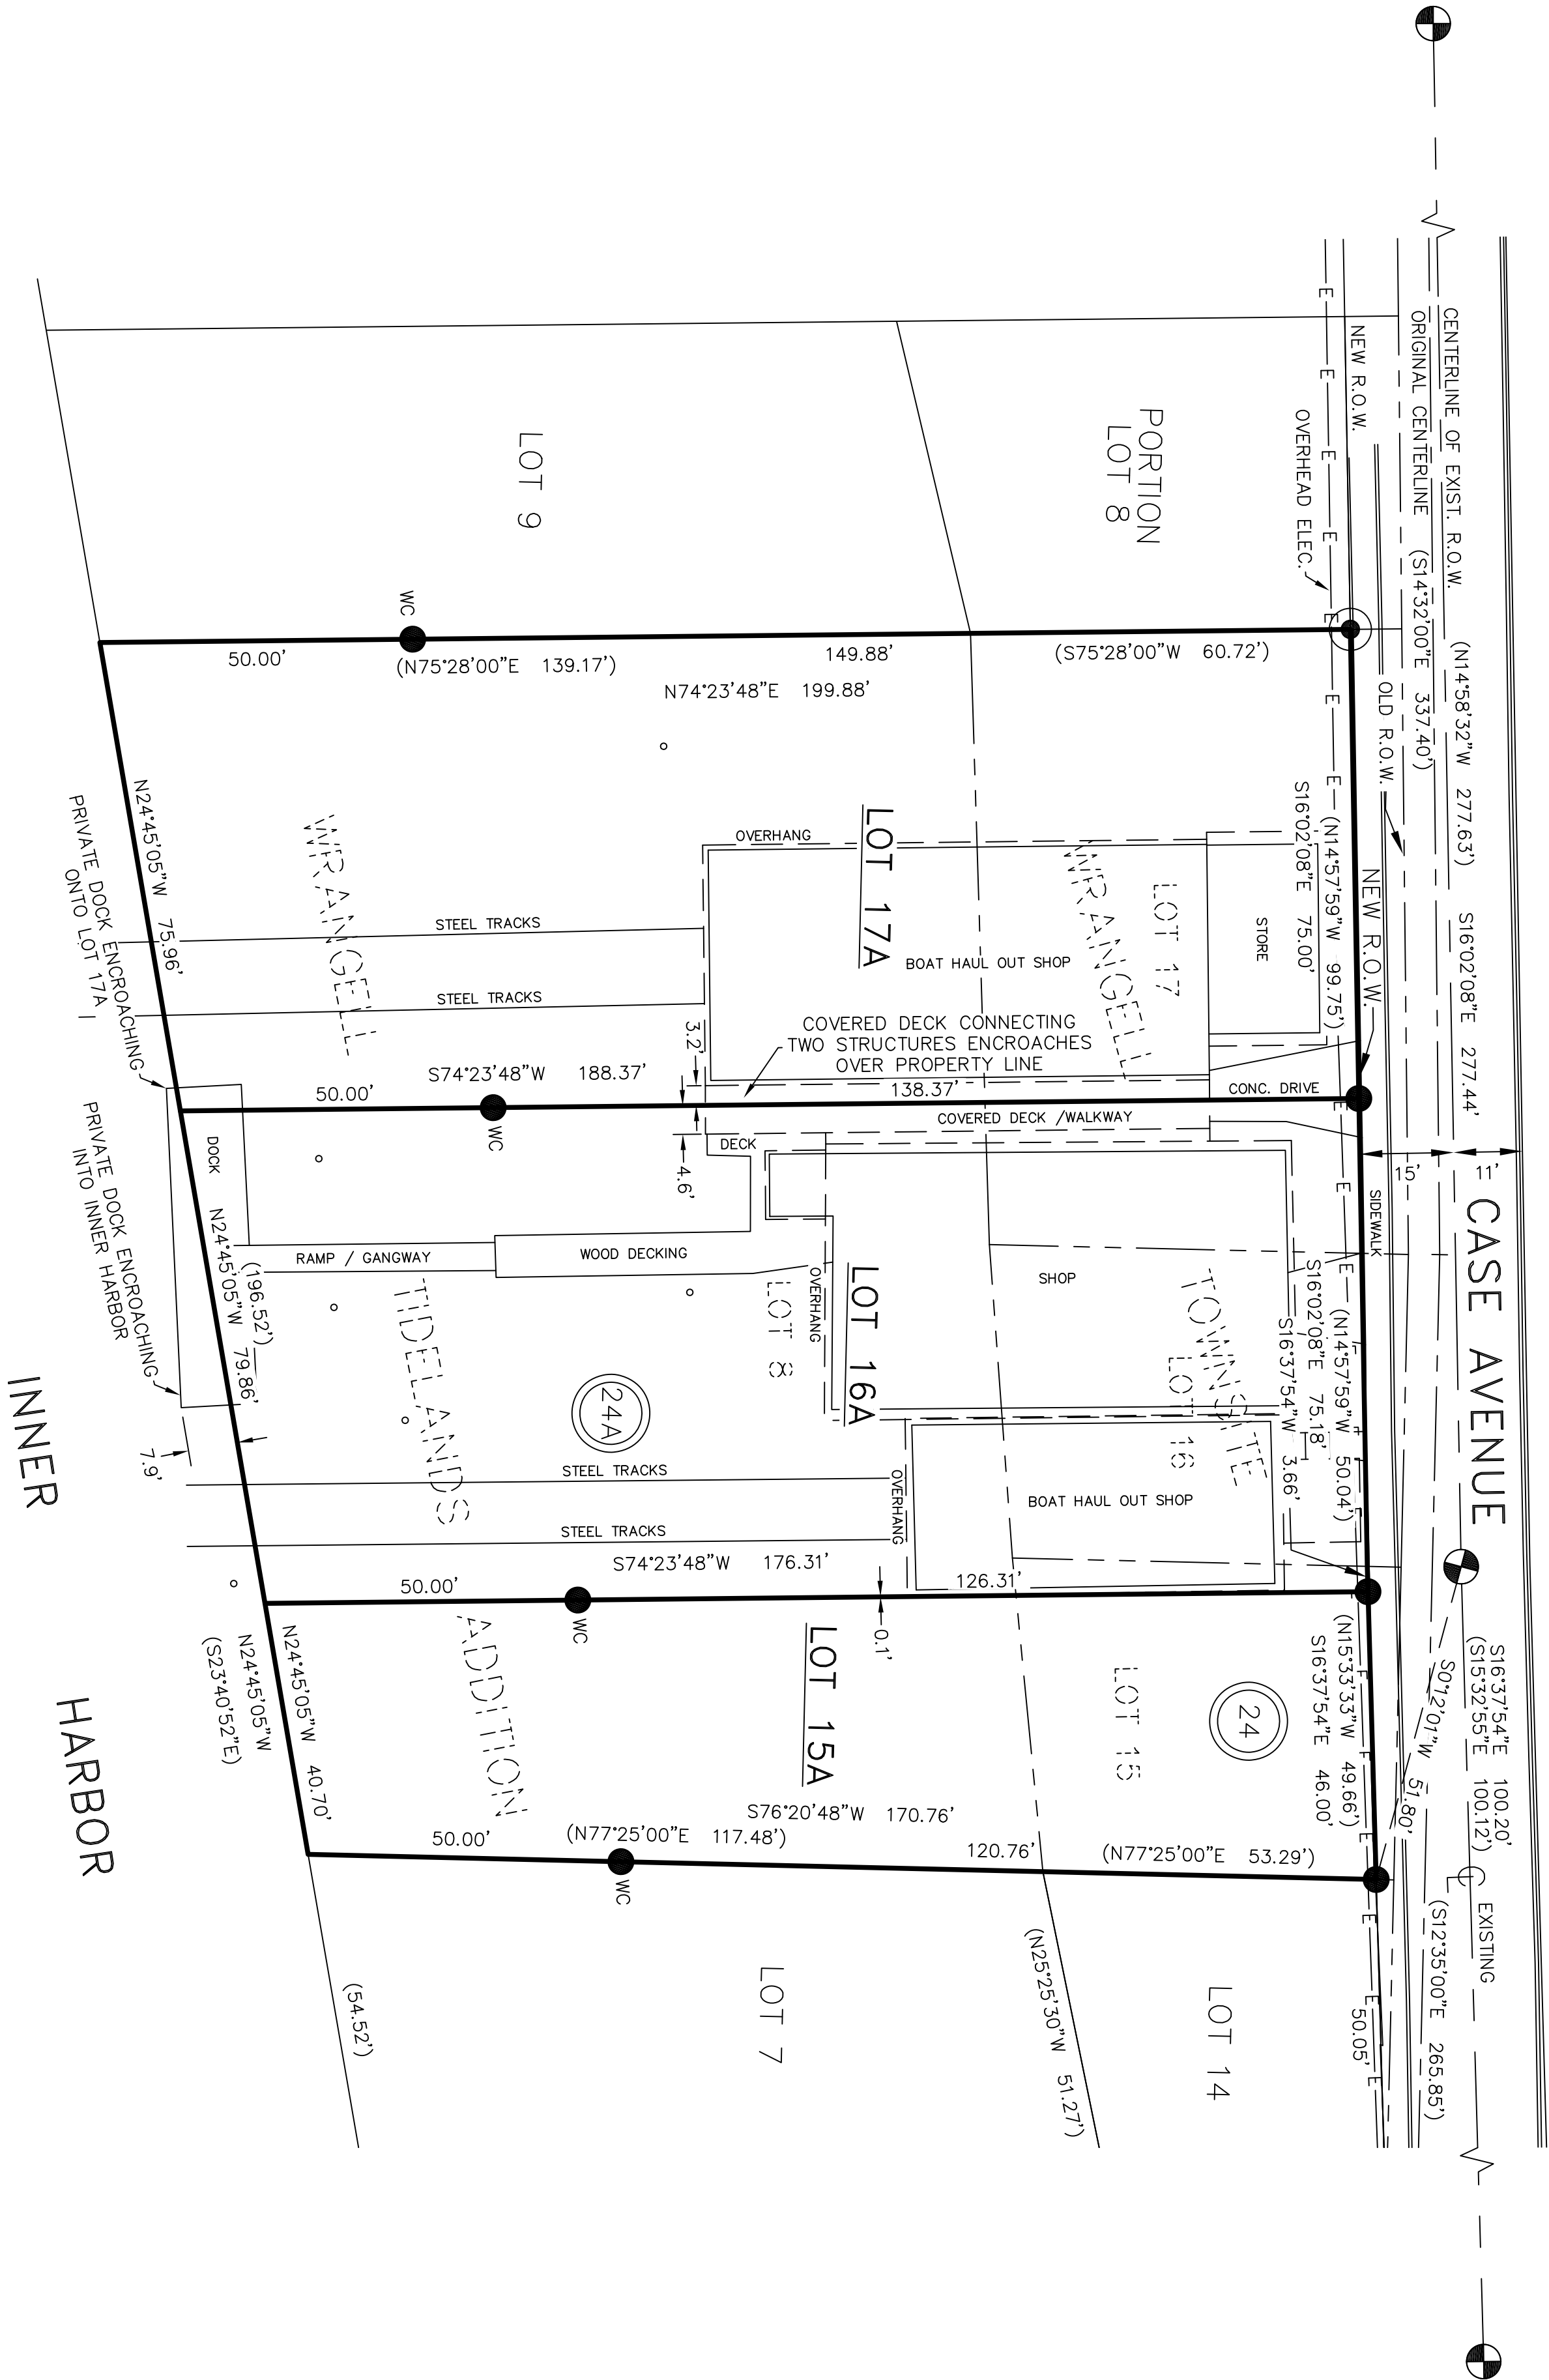 CASE AVENUE
CENTERLINE OF EXIST. R.O.W.
(N14°58'32"W 277.63')
S16°02'08"E 277.44'
ORIGINAL CENTERLINE (S14°32'00"E 337.40')
15'
11'
S16°37'54"E 100.20'
(S15°32'55"E 100.12')
S0°12'01"W 51.80'
EXISTING
(S12°35'00"E 265.85')
50.05'
NEW R.O.W.
OLD R.O.W.
NEW R.O.W.
SIDEWALK
OVERHEAD ELEC.
E E E E E E E E E E E E E E E E E
(N14°57'59"W 99.75')
S16°02'08"E 75.00'
(N14°57'59"W 50.04')
S16°02'08"E 75.18'
S16°37'54"W 3.66'
(N15°33'33"W 49.66')
S16°37'54"E 46.00'
PORTION
LOT 8
LOT 9
WC
50.00'
(N75°28'00"E 139.17')
149.88'
(S75°28'00"W 60.72')
N74°23'48"E 199.88'
LOT 17A
LOT 17
WRANGELL
STORE
OVERHANG
BOAT HAUL OUT SHOP
COVERED DECK CONNECTING
TWO STRUCTURES ENCROACHES
OVER PROPERTY LINE
STEEL TRACKS
STEEL TRACKS
WRANGELL
3.2'
S74°23'48"W 188.37'
50.00'
138.37'
CONC. DRIVE
WC
COVERED DECK /WALKWAY
DECK
4.6'
N24°45'05"W 75.96'
PRIVATE DOCK ENCROACHING
ONTO LOT 17A
DOCK
PRIVATE DOCK ENCROACHING
INTO INNER HARBOR
RAMP / GANGWAY
WOOD DECKING
OVERHANG
SHOP
TOWNSITE
LOT 16A
LOT 16
LOT 8
24A
TIDELANDS
(196.52')
N24°45'05"W 79.86'
7.9'
STEEL TRACKS
STEEL TRACKS
OVERHANG
BOAT HAUL OUT SHOP
S74°23'48"W 176.31'
50.00'
126.31'
WC
0.1'
LOT 15A
LOT 15
24
ADDITION
N24°45'05"W 40.70'
N24°45'05"W
(S23°40'52"E)
S76°20'48"W 170.76'
50.00'
(N77°25'00"E 117.48')
120.76'
(N77°25'00"E 53.29')
WC
(N25°25'30"W 51.27')
LOT 7
LOT 14
(54.52')
INNER HARBOR